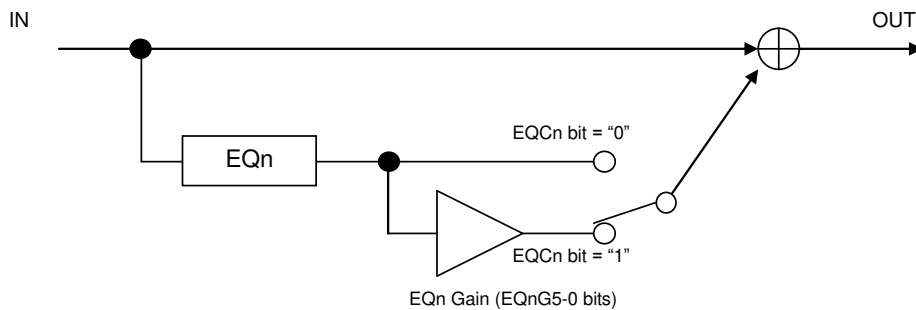 IN
OUT
EQCn bit = “0”
EQn
EQCn bit = “1”
EQn Gain (EQnG5-0 bits)